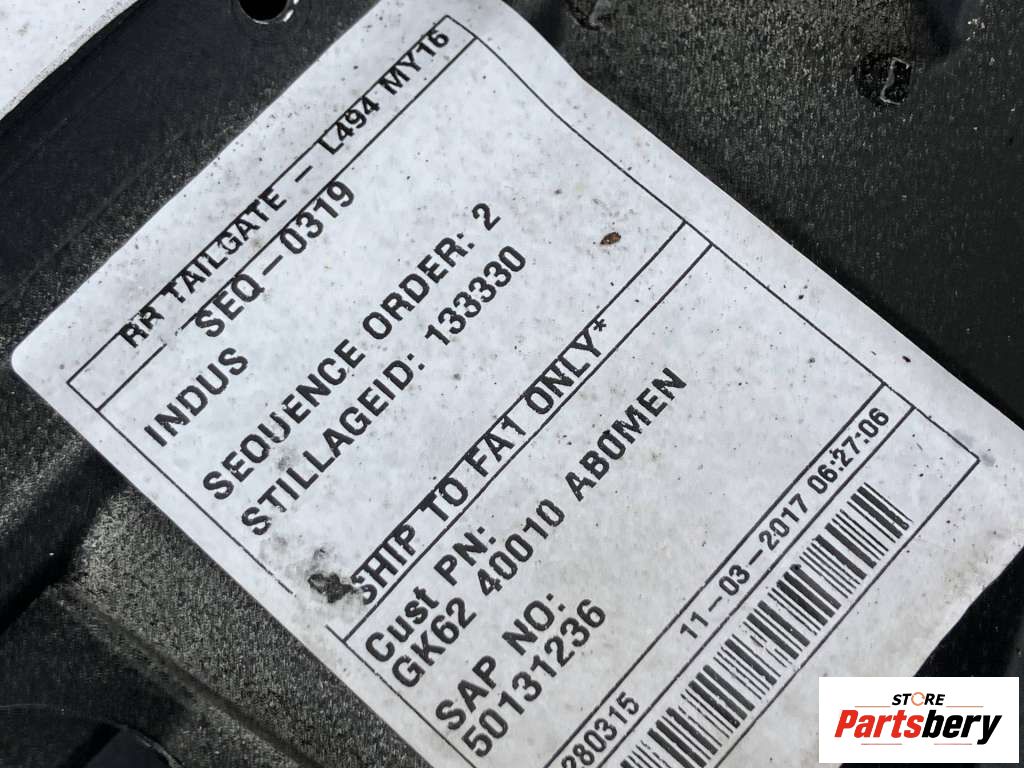 RR TAILGATE - L494 MY16
SEQ-0319
INDUS
SEQUENCE ORDER: 2
STILLAGEID: 133330
SHIP TO FA1 ONLY*
Cust PN:
GK62 40010 ABOMEN
SAP NO:
50131236
280315
11-03-2017 06:27:06
STORE
Partsbery